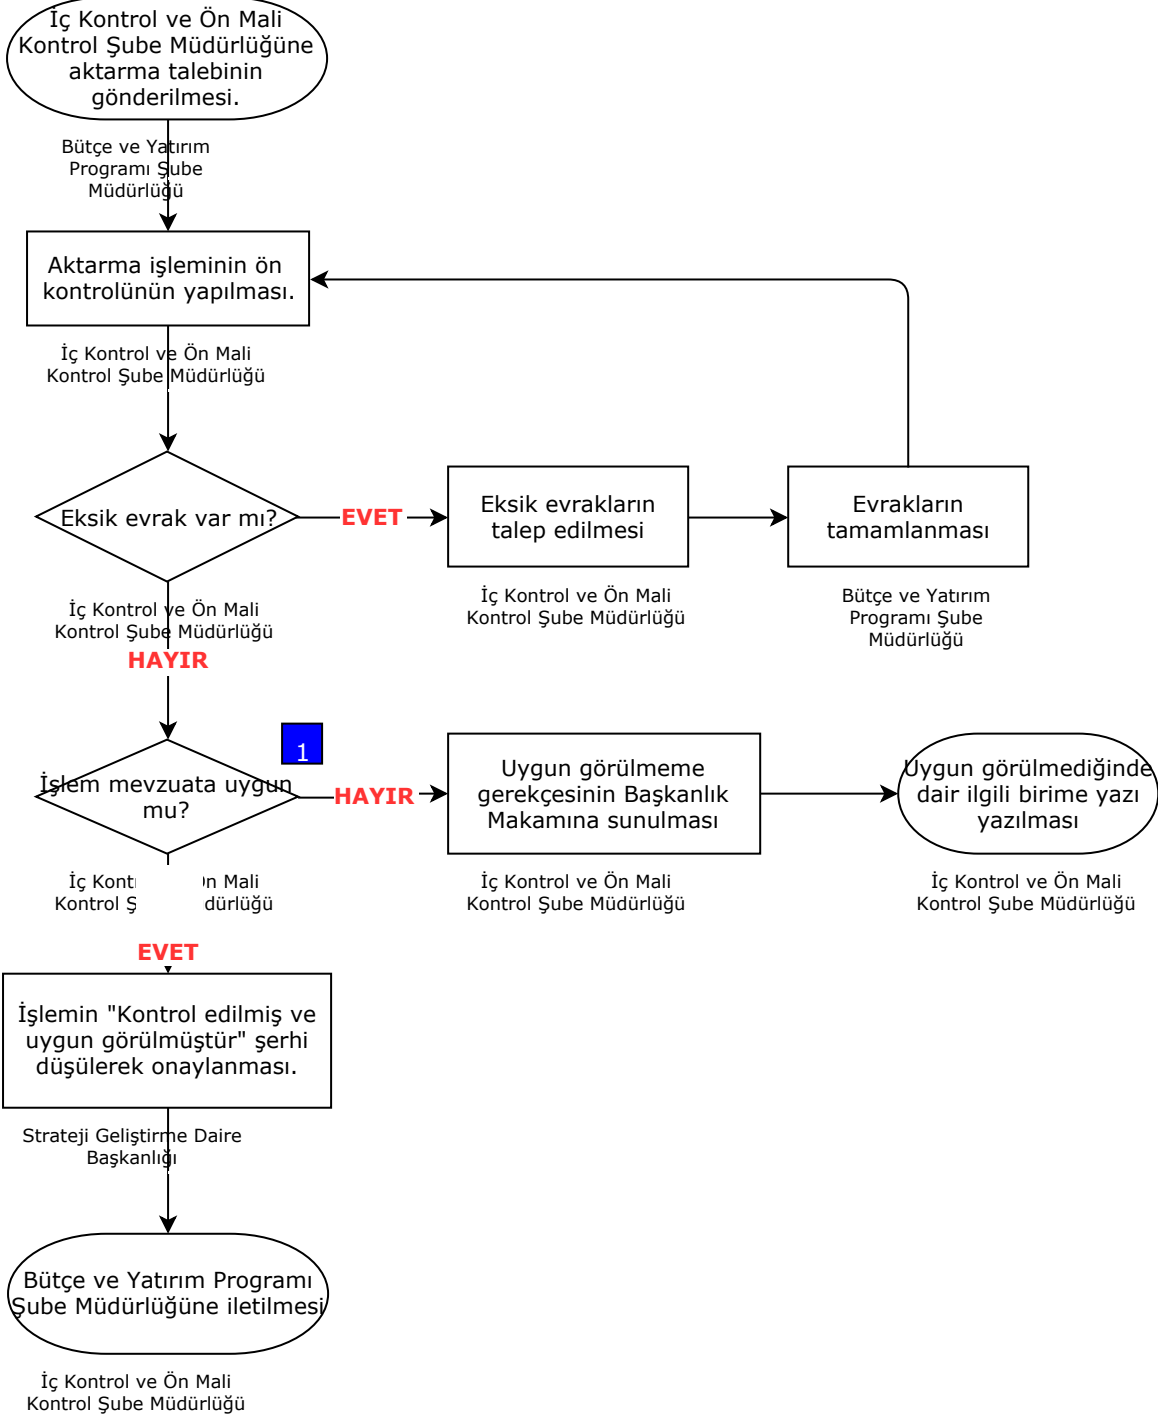 İç Kontrol ve Ön Mali
Kontrol Şube Müdürlüğüne
aktarma talebinin
gönderilmesi.
Bütçe ve Yatırım
Programı Şube
Müdürlüğü
Aktarma işleminin ön
kontrolünün yapılması.
İç Kontrol ve Ön Mali
Kontrol Şube Müdürlüğü
Eksik evrak var mı?
EVET
Eksik evrakların
talep edilmesi
Evrakların
tamamlanması
İç Kontrol ve Ön Mali
Kontrol Şube Müdürlüğü
İç Kontrol ve Ön Mali
Kontrol Şube Müdürlüğü
Bütçe ve Yatırım
Programı Şube
Müdürlüğü
HAYIR
1
İşlem mevzuata uygun
mu?
HAYIR
Uygun görülmeme
gerekçesinin Başkanlık
Makamına sunulması
Uygun görülmediğinde
dair ilgili birime yazı
yazılması
İç Mali
Kontrol
İç Kontrol ve Ön Mali
Kontrol Şube Müdürlüğü
İç Kontrol ve Ön Mali
Kontrol Şube Müdürlüğü
EVET
İşlemin "Kontrol edilmiş ve
uygun görülmüştür" şerhi
düşülerek onaylanması.
Strateji Geliştirme Daire
Başkanlığı
Bütçe ve Yatırım Programı
Şube Müdürlüğüne iletilmesi
İç Kontrol ve Ön Mali
Kontrol Şube Müdürlüğü